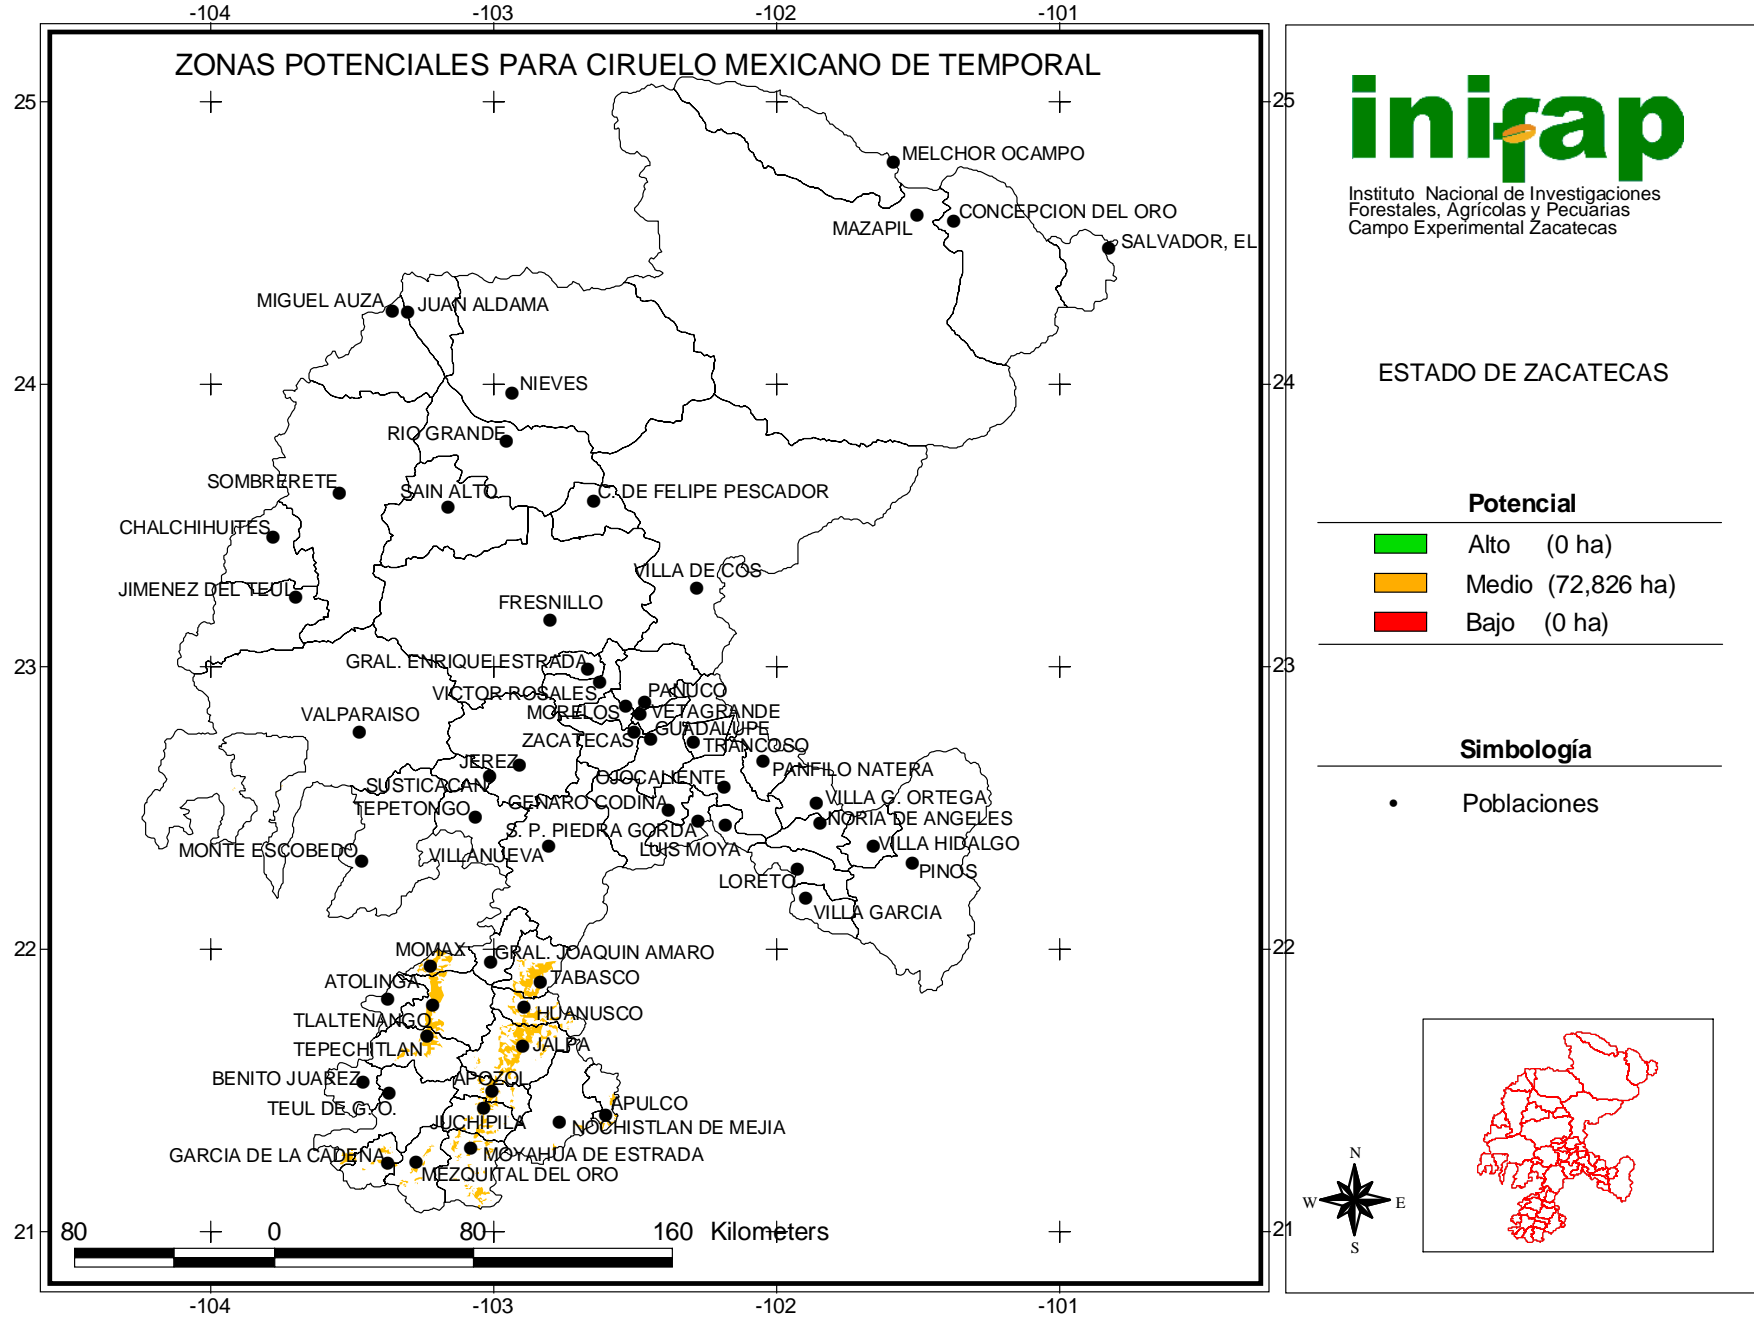 -104
-103
-102
-101
ZONAS POTENCIALES PARA CIRUELO MEXICANO DE TEMPORAL
25
25
MELCHOR OCAMPO
CONCEPCION DEL ORO
MAZAPIL
SALVADOR, EL
MIGUEL AUZA
JUAN ALDAMA
24
24
NIEVES
RIO GRANDE
SOMBRERETE
SAIN ALTO
C. DE FELIPE PESCADOR
CHALCHIHUITES
VILLA DE COS
JIMENEZ DEL TEUL
FRESNILLO
23
23
GRAL. ENRIQUE ESTRADA
VICTOR ROSALES
PANUCO
VALPARAISO
MORELOS
VETAGRANDE
GUADALUPE
ZACATECAS
TRANCOSO
JEREZ
PANFILO NATERA
SUSTICACAN
OJOCALIENTE
TEPETONGO
GENARO CODINA
VILLA G. ORTEGA
NORIA DE ANGELES
S. P. PIEDRA GORDA
VILLA HIDALGO
MONTE ESCOBEDO
VILLANUEVA
LUIS MOYA
PINOS
LORETO
VILLA GARCIA
22
22
MOMAX
GRAL. JOAQUIN AMARO
ATOLINGA
TABASCO
TLALTENANGO
HUANUSCO
TEPECHITLAN
JALPA
BENITO JUAREZ
APOZOL
TEUL DE G. O.
APULCO
JUCHIPILA
NOCHISTLAN DE MEJIA
GARCIA DE LA CADENA
MOYAHUA DE ESTRADA
MEZQUITAL DEL ORO
21
21
80 0 80 160 Kilometers
-104
-103
-102
-101
inifap
Instituto Nacional de Investigaciones
Forestales, Agrícolas y Pecuarias
Campo Experimental Zacatecas
ESTADO DE ZACATECAS
Potencial
Alto (0 ha)
Medio (72,826 ha)
Bajo (0 ha)
Simbología
Poblaciones
N
W E
S